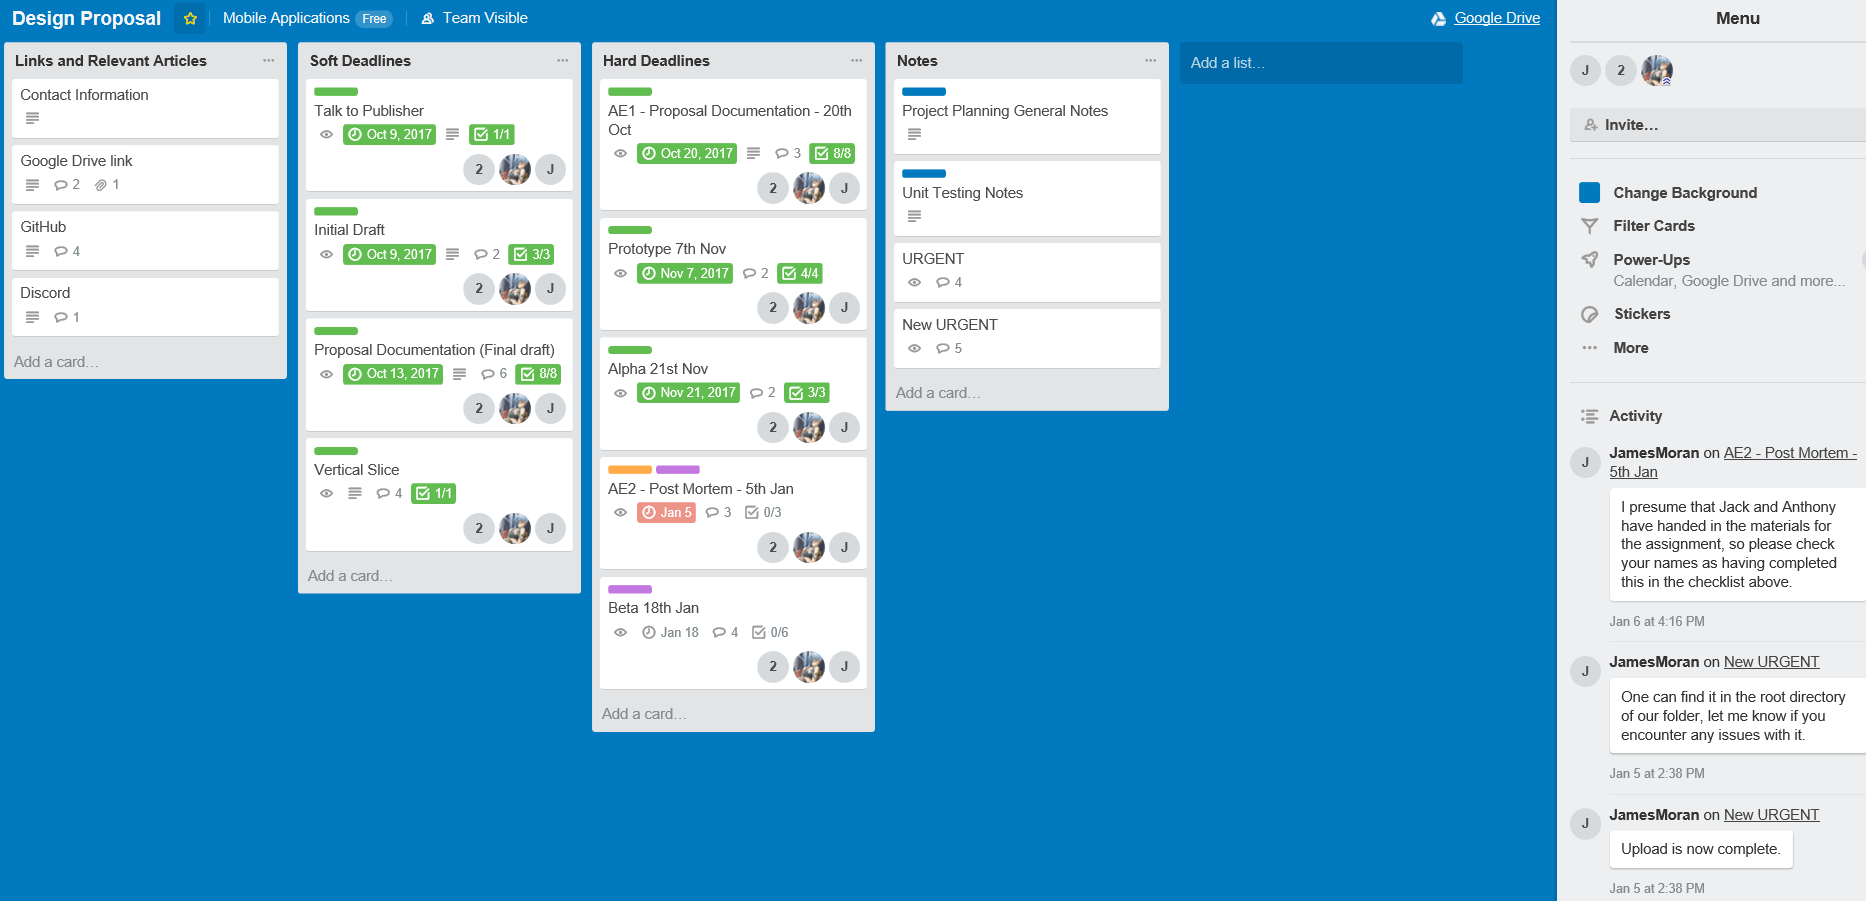 Design Proposal
Mobile Applications Free
Team Visible
Google Drive
Links and Relevant Articles
Contact Information
Google Drive link
2 1
GitHub
4
Discord
1
Add a card…
Soft Deadlines
Talk to Publisher
Oct 9, 2017 1/1
2 J
Initial Draft
Oct 9, 2017 2 3/3
2 J
Proposal Documentation (Final draft)
Oct 13, 2017 6 8/8
2 J
Vertical Slice
4 1/1
2 J
Add a card…
Hard Deadlines
AE1 - Proposal Documentation - 20th
Oct
Oct 20, 2017 3 8/8
2 J
Prototype 7th Nov
Nov 7, 2017 2 4/4
2 J
Alpha 21st Nov
Nov 21, 2017 2 3/3
2 J
AE2 - Post Mortem - 5th Jan
Jan 5 3 0/3
2 J
Beta 18th Jan
Jan 18 4 0/6
2 J
Add a card…
Notes
Project Planning General Notes
Unit Testing Notes
URGENT
4
New URGENT
5
Add a card…
Add a list…
Menu
J 2
Invite…
Change Background
Filter Cards
Power-Ups
Calendar, Google Drive and more...
Stickers
More
Activity
J
JamesMoran on AE2 - Post Mortem -
5th Jan
I presume that Jack and Anthony
have handed in the materials for
the assignment, so please check
your names as having completed
this in the checklist above.
Jan 6 at 4:16 PM
J
JamesMoran on New URGENT
One can find it in the root directory
of our folder, let me know if you
encounter any issues with it.
Jan 5 at 2:38 PM
J
JamesMoran on New URGENT
Upload is now complete.
Jan 5 at 2:38 PM